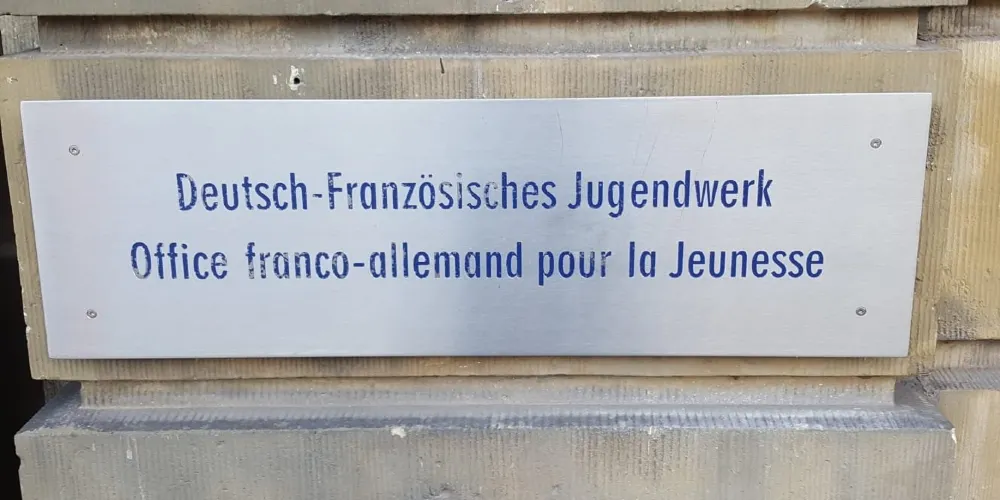 Deutsch-Französisches Jugendwerk
Office franco-allemand pour la Jeunesse